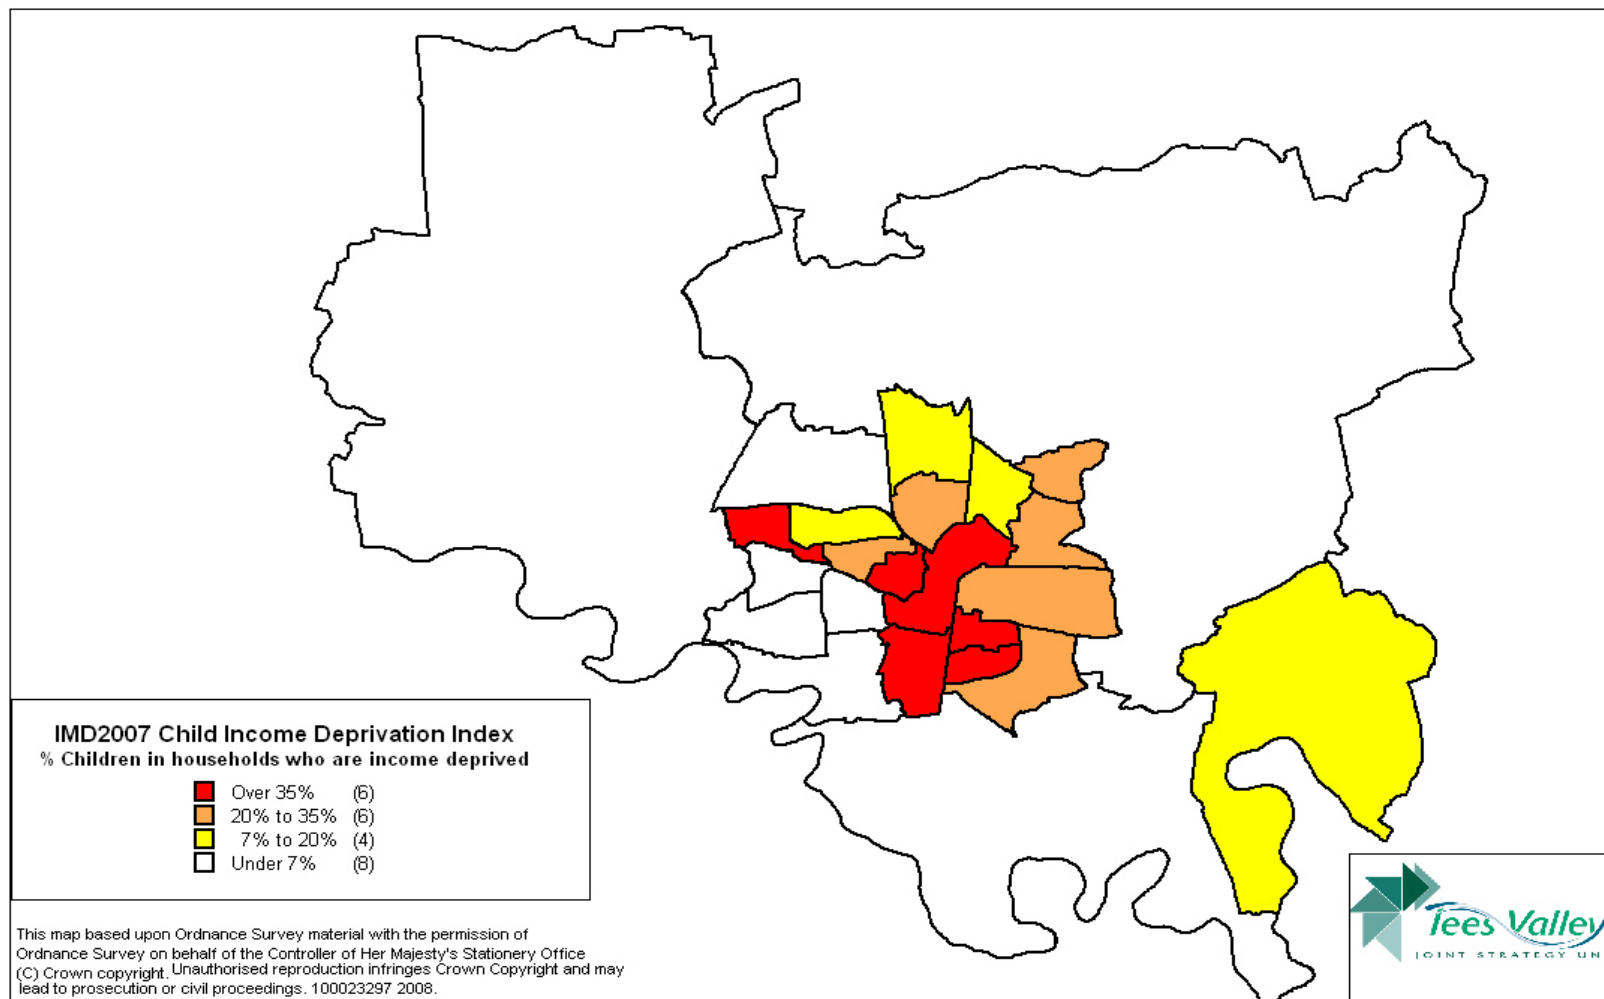 IMD2007 Child Income Deprivation Index
% Children in households who are income deprived
Over 35% (6)
20% to 35% (6)
7% to 20% (4)
Under 7% (8)
This map based upon Ordnance Survey material with the permission of
Ordnance Survey on behalf of the Controller of Her Majesty's Stationery Office
(C) Crown copyright. Unauthorised reproduction infringes Crown Copyright and may
lead to prosecution or civil proceedings. 100023297 2008.
Tees Valley
JOINT STRATEGY UN